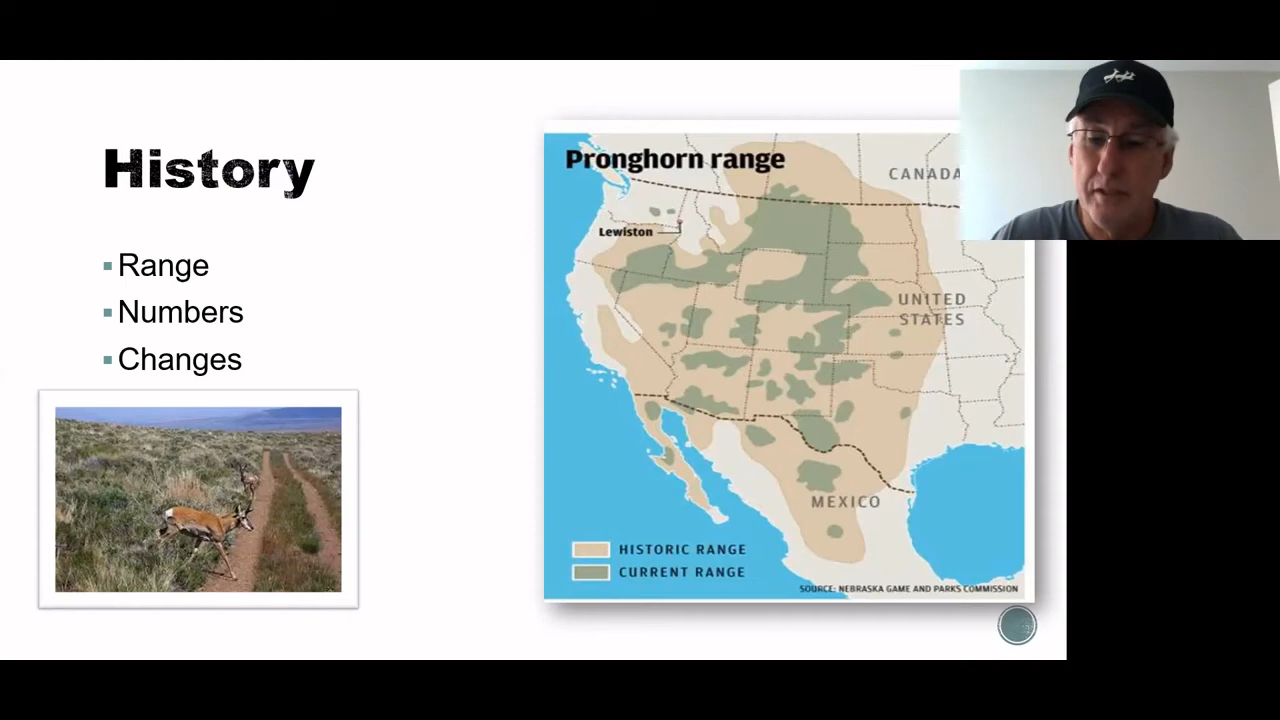 History
Range
Numbers
Changes
Pronghorn range
CANADA
Lewiston
UNITED
STATES
MEXICO
HISTORIC RANGE
CURRENT RANGE
SOURCE: NEBRASKA GAME AND PARKS COMMISSION